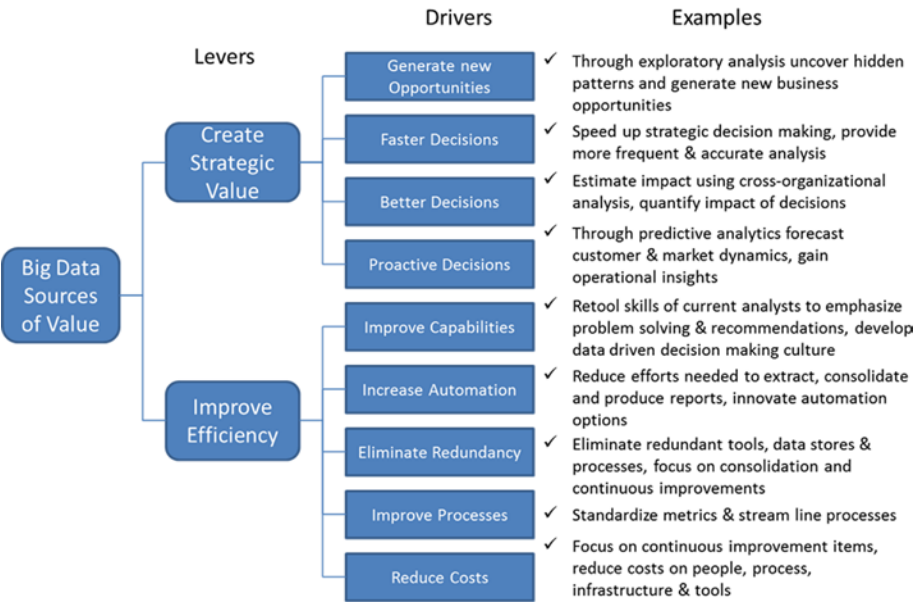 Drivers
Examples
Levers
Big Data
Sources
of Value
Create
Strategic
Value
Generate new
Opportunities
✓ Through exploratory analysis uncover hidden
patterns and generate new business
opportunities
Faster Decisions
✓ Speed up strategic decision making, provide
more frequent & accurate analysis
Better Decisions
✓ Estimate impact using cross-organizational
analysis, quantify impact of decisions
Proactive Decisions
✓ Through predictive analytics forecast
customer & market dynamics, gain
operational insights
Improve
Efficiency
Improve Capabilities
✓ Retool skills of current analysts to emphasize
problem solving & recommendations, develop
data driven decision making culture
Increase Automation
✓ Reduce efforts needed to extract, consolidate
and produce reports, innovate automation
options
Eliminate Redundancy
✓ Eliminate redundant tools, data stores &
processes, focus on consolidation and
continuous improvements
Improve Processes
✓ Standardize metrics & stream line processes
Reduce Costs
✓ Focus on continuous improvement items,
reduce costs on people, process,
infrastructure & tools